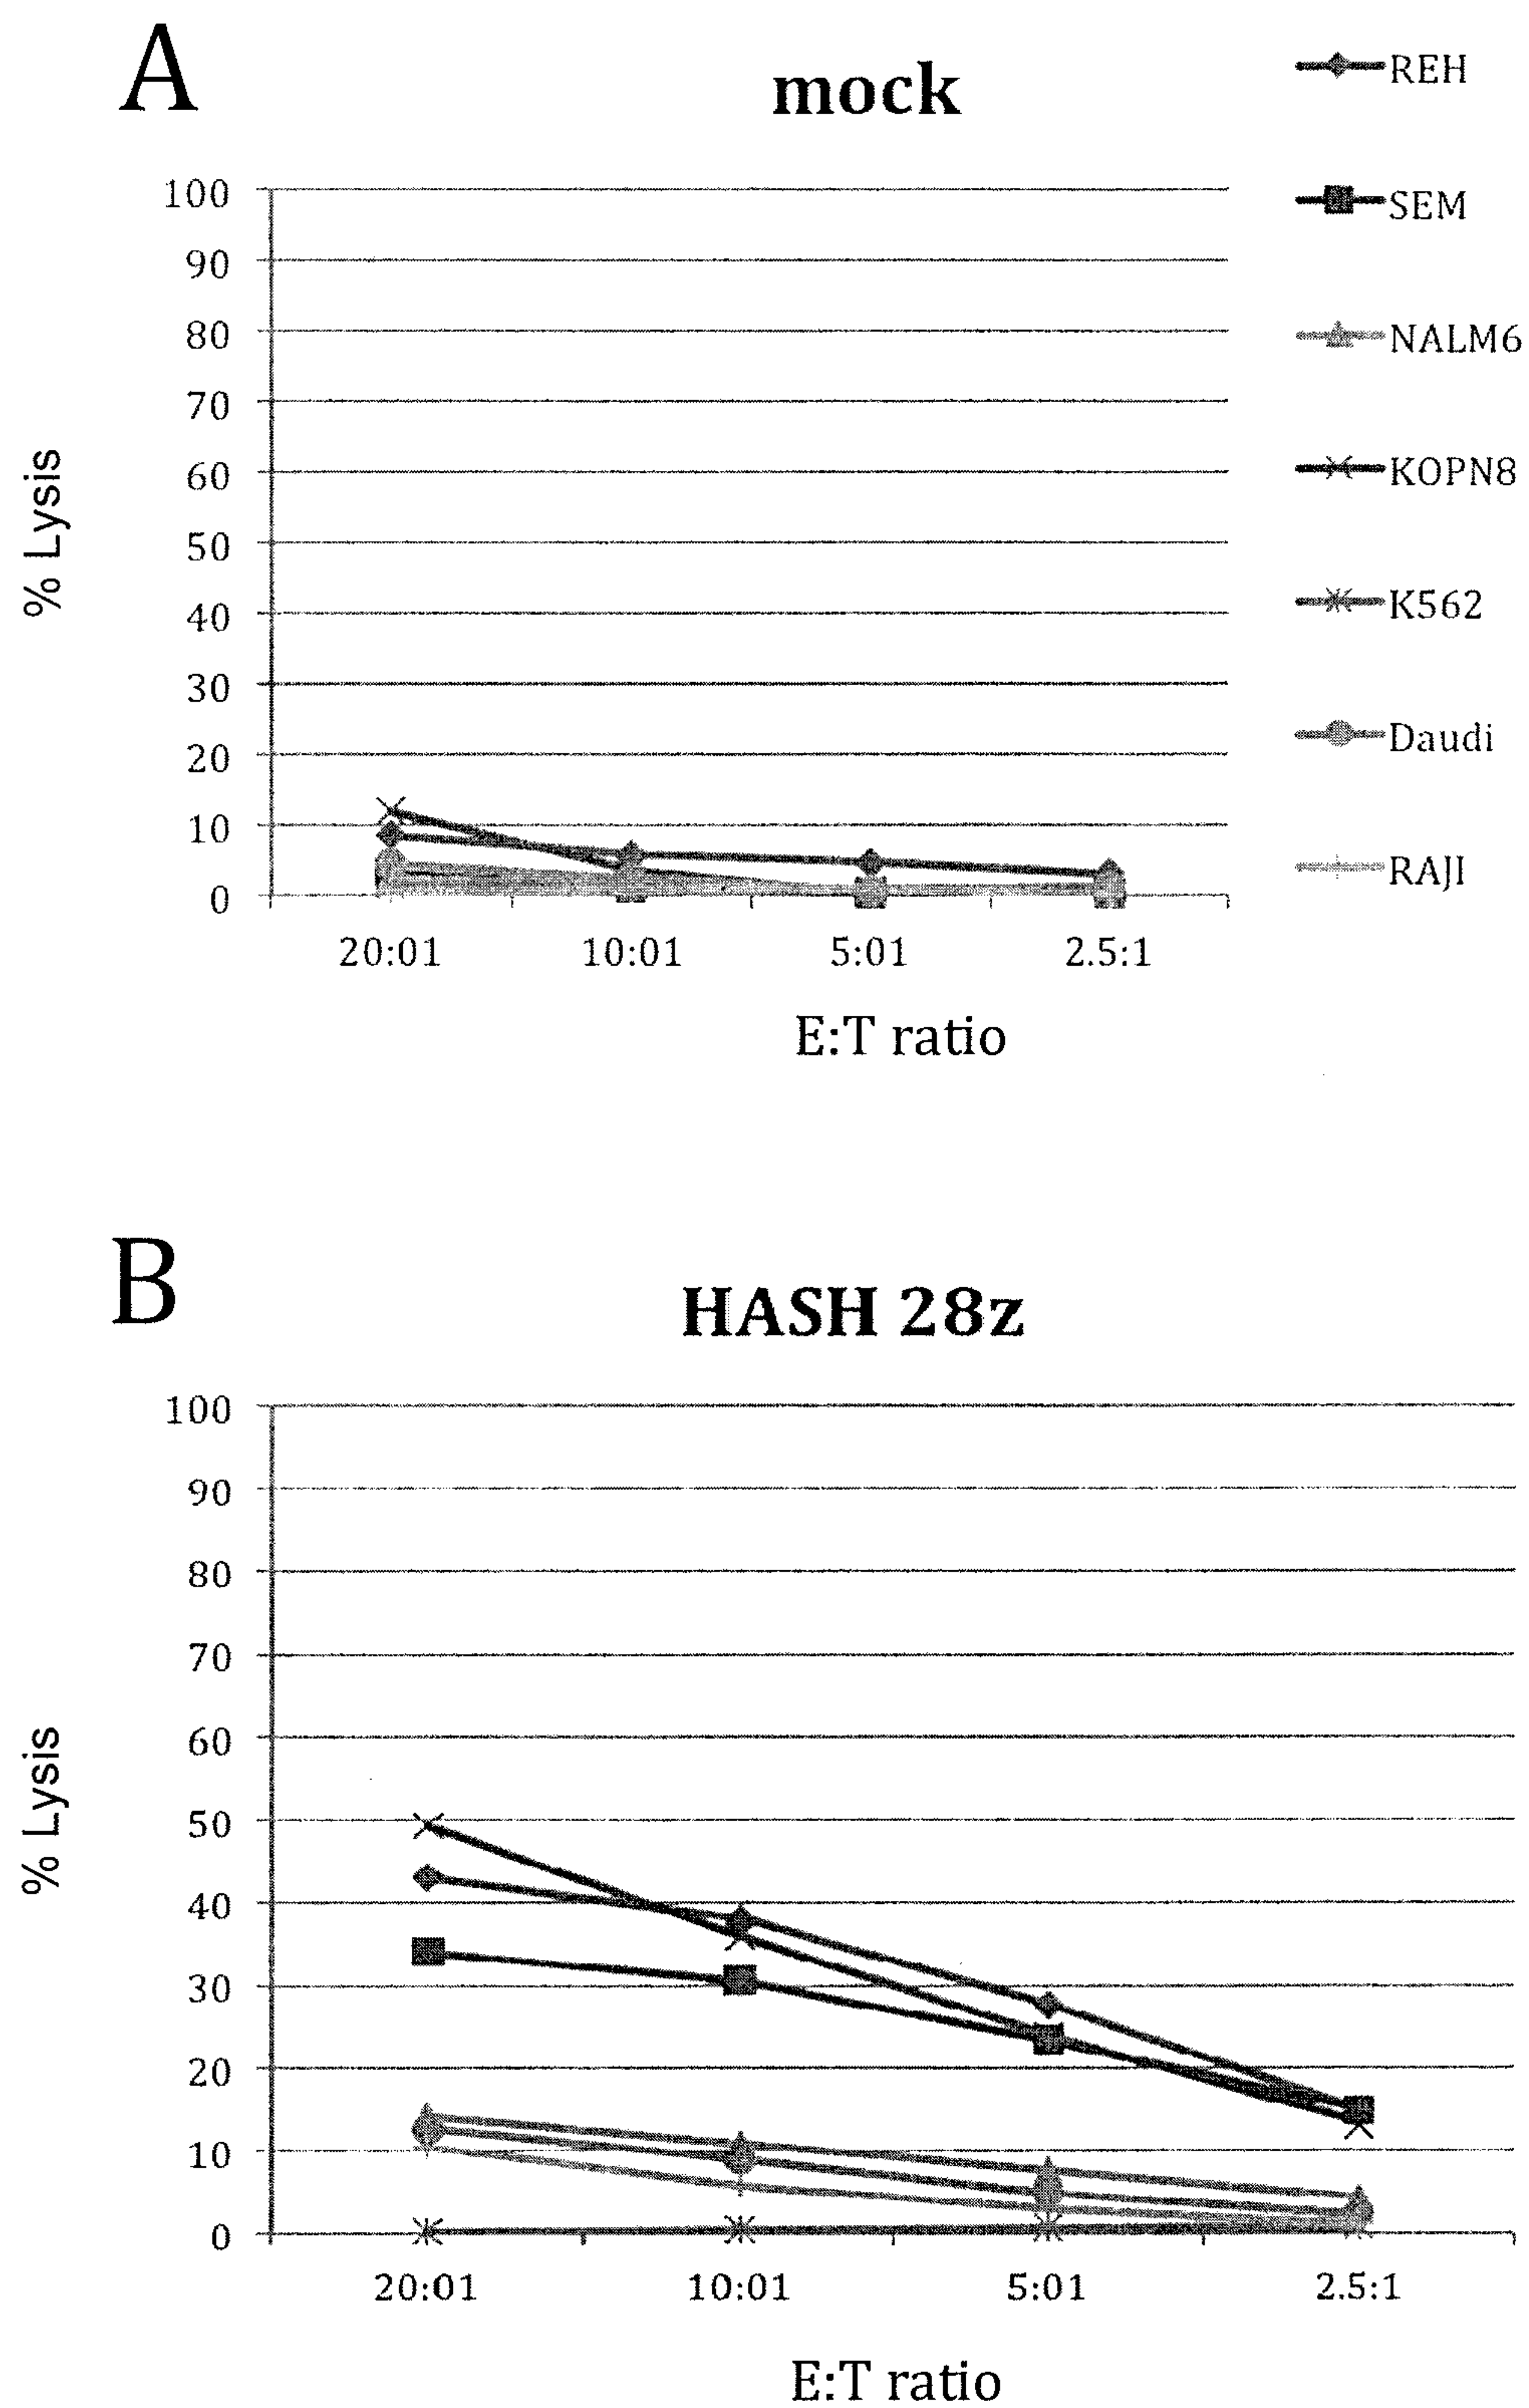 A
mock
REH
SEM
NALM6
KOPN8
K562
Daudi
RAJI
100
90
80
70
60
50
40
30
20
10
0
% Lysis
20:01 10:01 5:01 2.5:1
E:T ratio
B
HASH 28z
100
90
80
70
60
50
40
30
20
10
0
% Lysis
20:01 10:01 5:01 2.5:1
E:T ratio